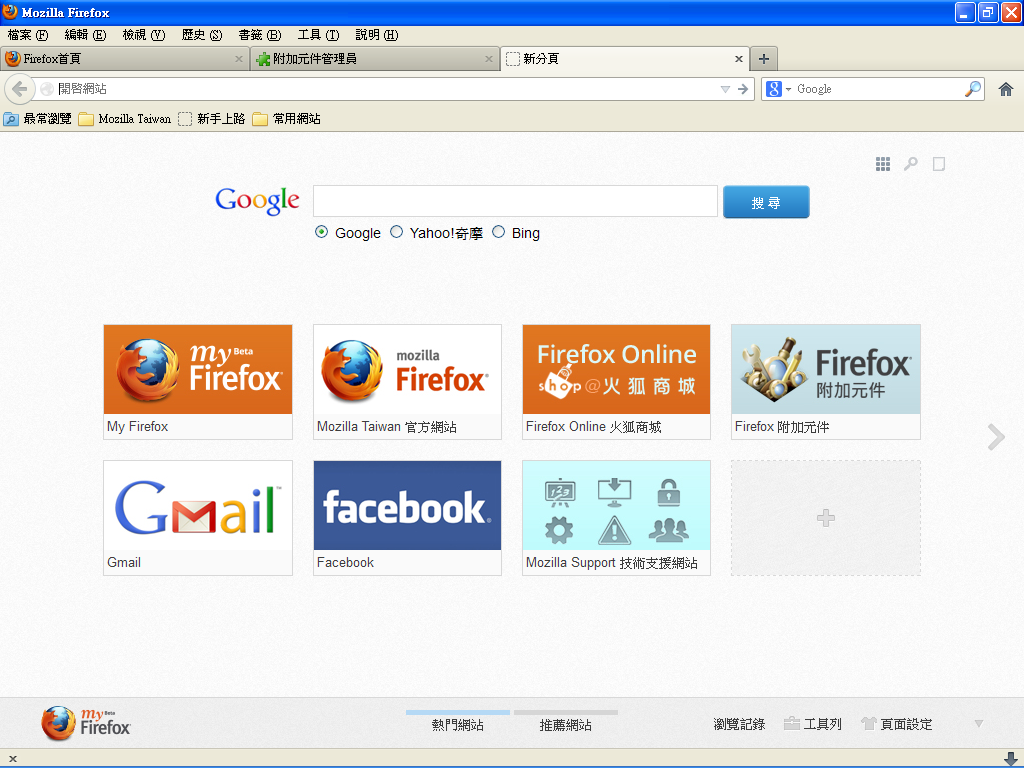 Mozilla Firefox
檔案 (F) 編輯 (E) 檢視 (V) 歷史 (S) 書籤 (B) 工具 (T) 說明 (H)
Firefox首頁 附加元件管理員 新分頁
開啓網站 Google
最常瀏覽 Mozilla Taiwan 新手上路 常用網站
Google 搜 尋
Google Yahoo!奇摩 Bing
my Beta Firefox
mozilla Firefox
Firefox Online
shop@火狐商城
Firefox
附加元件
My Firefox
Mozilla Taiwan 官方網站
Firefox Online 火狐商城
Firefox 附加元件
Gmail
facebook
Gmail
Facebook
Mozilla Support 技術支援網站
my Beta Firefox
熱門網站 推薦網站 瀏覽記錄 工具列 頁面設定